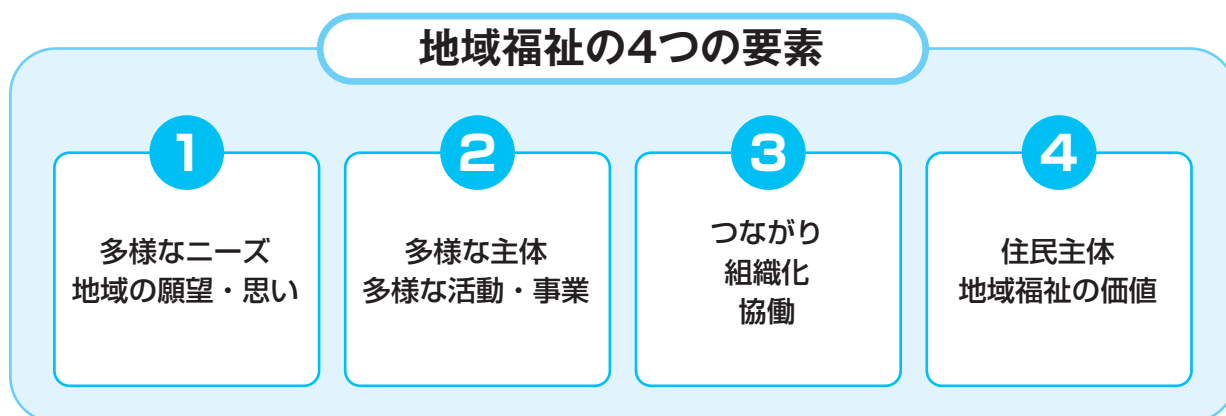 地域福祉の4つの要素
1
多様なニーズ
地域の願望・思い
2
多様な主体
多様な活動・事業
3
つながり
組織化
協働
4
住民主体
地域福祉の価値